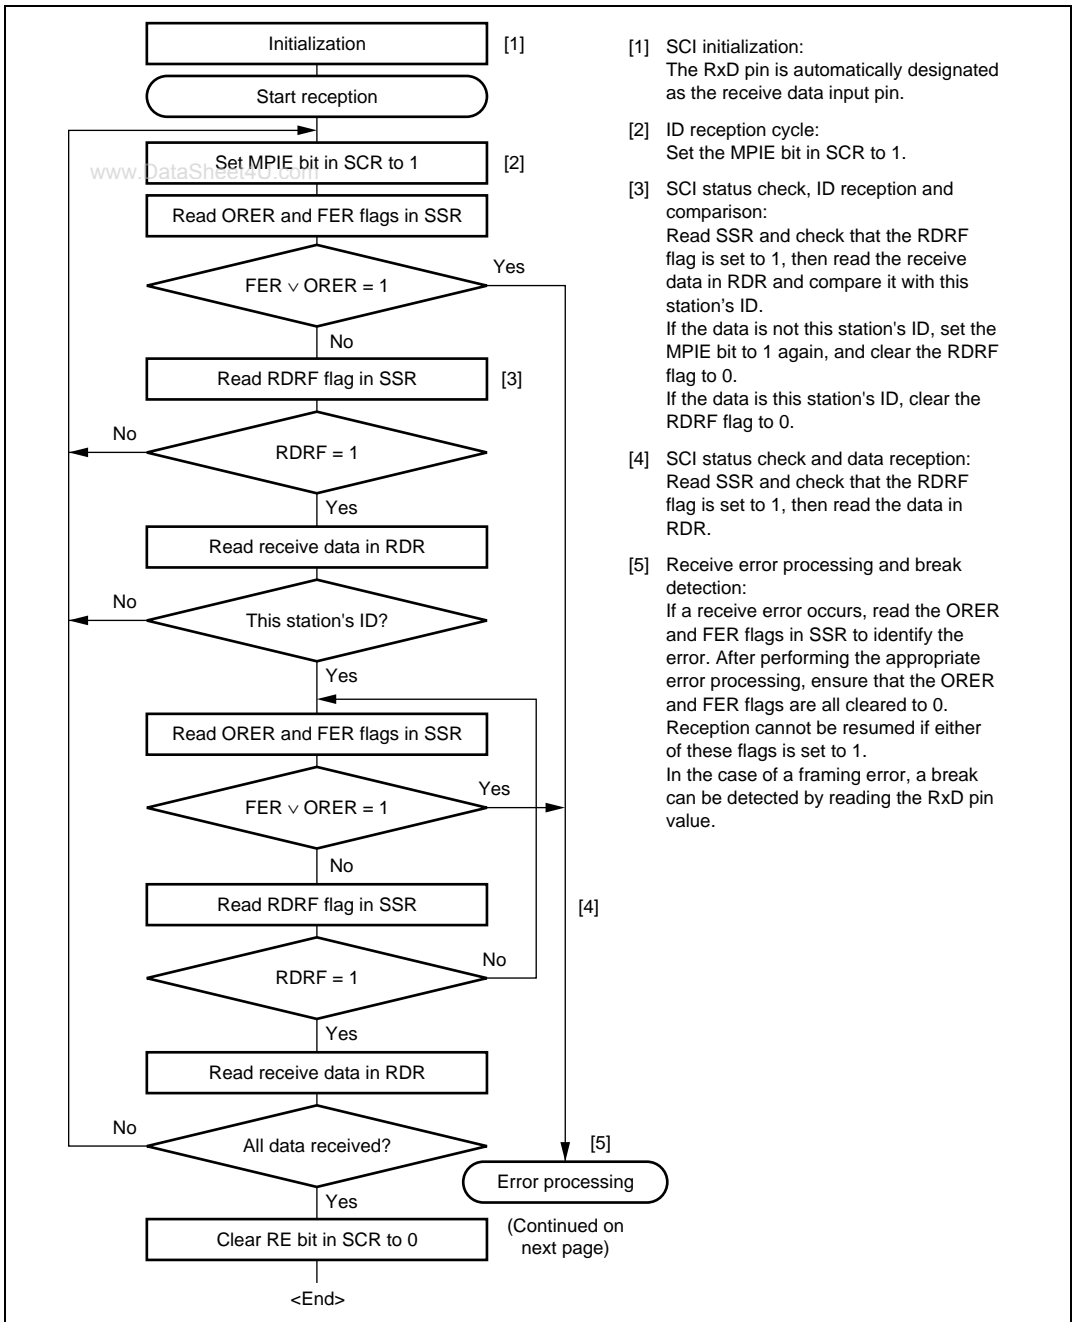 Initialization [1]
Start reception
www.DataSheet4U.com
Set MPIE bit in SCR to 1 [2]
Read ORER and FER flags in SSR
FER ∨ ORER = 1
Yes
No
Read RDRF flag in SSR [3]
RDRF = 1
No
Yes
Read receive data in RDR
This station's ID?
No
Yes
Read ORER and FER flags in SSR
FER ∨ ORER = 1
Yes
No
Read RDRF flag in SSR
[4]
RDRF = 1
No
Yes
Read receive data in RDR
All data received?
No
Yes
[5]
Error processing
(Continued on
next page)
Clear RE bit in SCR to 0
<End>
[1] SCI initialization:
The RxD pin is automatically designated
as the receive data input pin.
[2] ID reception cycle:
Set the MPIE bit in SCR to 1.
[3] SCI status check, ID reception and
comparison:
Read SSR and check that the RDRF
flag is set to 1, then read the receive
data in RDR and compare it with this
station's ID.
If the data is not this station's ID, set the
MPIE bit to 1 again, and clear the RDRF
flag to 0.
If the data is this station's ID, clear the
RDRF flag to 0.
[4] SCI status check and data reception:
Read SSR and check that the RDRF
flag is set to 1, then read the data in
RDR.
[5] Receive error processing and break
detection:
If a receive error occurs, read the ORER
and FER flags in SSR to identify the
error. After performing the appropriate
error processing, ensure that the ORER
and FER flags are all cleared to 0.
Reception cannot be resumed if either
of these flags is set to 1.
In the case of a framing error, a break
can be detected by reading the RxD pin
value.